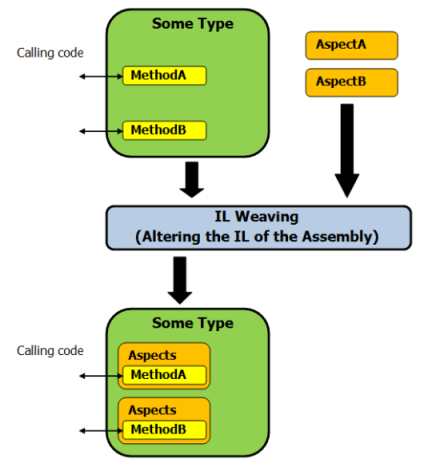 Some Type
AspectA
Calling code
MethodA
AspectB
MethodB
IL Weaving
(Altering the IL of the Assembly)
Some Type
Calling code
Aspects
MethodA
Aspects
MethodB